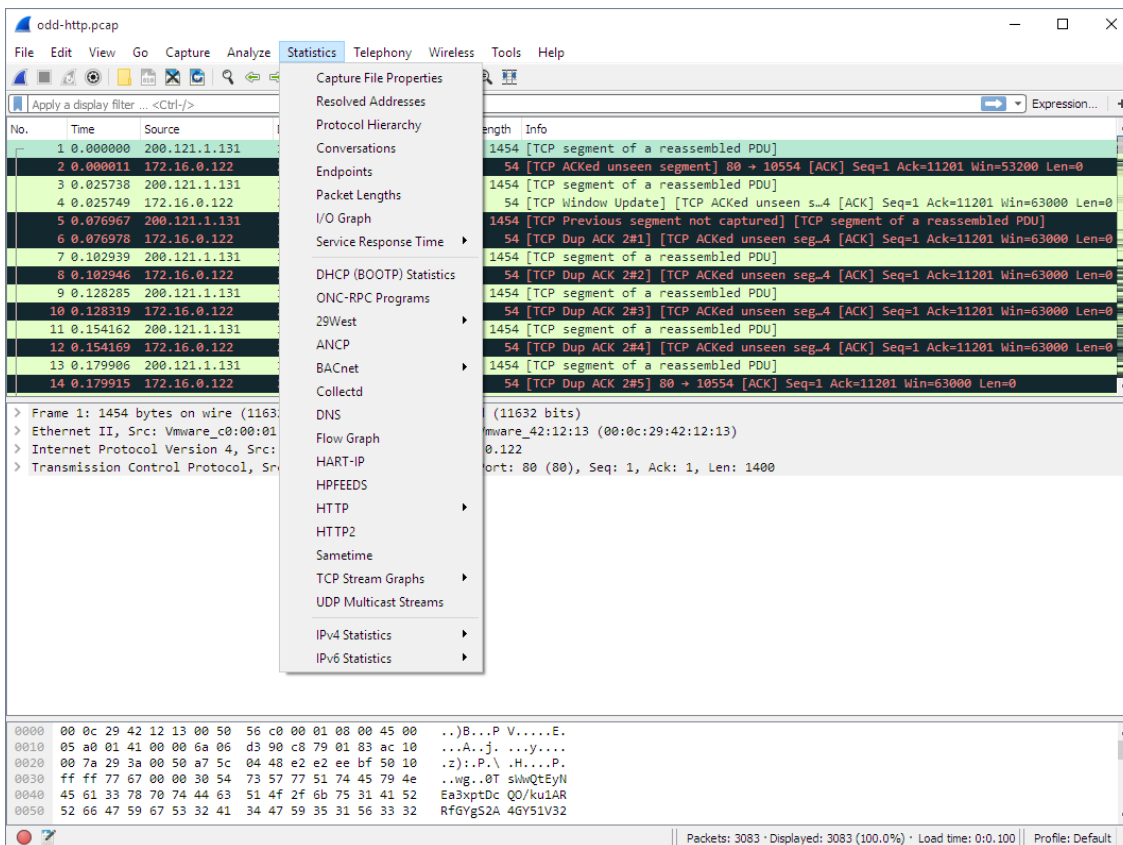 odd-http.pcap
File Edit View Go Capture Analyze Statistics Telephony Wireless Tools Help
Apply a display filter ... <Ctrl-/> Expression... +
No. Time Source Length Info
1 0.000000 200.121.1.131 1454 [TCP segment of a reassembled PDU]
2 0.000011 172.16.0.122 54 [TCP ACKed unseen segment] 80 → 10554 [ACK] Seq=1 Ack=11201 Win=53200 Len=0
3 0.025738 200.121.1.131 1454 [TCP segment of a reassembled PDU]
4 0.025749 172.16.0.122 54 [TCP Window Update] [TCP ACKed unseen s…4 [ACK] Seq=1 Ack=11201 Win=63000 Len=0
5 0.076967 200.121.1.131 1454 [TCP Previous segment not captured] [TCP segment of a reassembled PDU]
6 0.076978 172.16.0.122 54 [TCP Dup ACK 2#1] [TCP ACKed unseen seg…4 [ACK] Seq=1 Ack=11201 Win=63000 Len=0
7 0.102939 200.121.1.131 1454 [TCP segment of a reassembled PDU]
8 0.102946 172.16.0.122 54 [TCP Dup ACK 2#2] [TCP ACKed unseen seg…4 [ACK] Seq=1 Ack=11201 Win=63000 Len=0
9 0.128285 200.121.1.131 1454 [TCP segment of a reassembled PDU]
10 0.128319 172.16.0.122 54 [TCP Dup ACK 2#3] [TCP ACKed unseen seg…4 [ACK] Seq=1 Ack=11201 Win=63000 Len=0
11 0.154162 200.121.1.131 1454 [TCP segment of a reassembled PDU]
12 0.154169 172.16.0.122 54 [TCP Dup ACK 2#4] [TCP ACKed unseen seg…4 [ACK] Seq=1 Ack=11201 Win=63000 Len=0
13 0.179906 200.121.1.131 1454 [TCP segment of a reassembled PDU]
14 0.179915 172.16.0.122 54 [TCP Dup ACK 2#5] 80 → 10554 [ACK] Seq=1 Ack=11201 Win=63000 Len=0
Capture File Properties
Resolved Addresses
Protocol Hierarchy
Conversations
Endpoints
Packet Lengths
I/O Graph
Service Response Time
DHCP (BOOTP) Statistics
ONC-RPC Programs
29West
ANCP
BACnet
Collectd
DNS
Flow Graph
HART-IP
HPFEEDS
HTTP
HTTP2
Sametime
TCP Stream Graphs
UDP Multicast Streams
IPv4 Statistics
IPv6 Statistics
> Frame 1: 1454 bytes on wire (1163 (11632 bits)
> Ethernet II, Src: Vmware_c0:00:01 mware_42:12:13 (00:0c:29:42:12:13)
> Internet Protocol Version 4, Src: 0.122
> Transmission Control Protocol, Sr ort: 80 (80), Seq: 1, Ack: 1, Len: 1400
0000 00 0c 29 42 12 13 00 50 56 c0 00 01 08 00 45 00 ..)B...P V.....E.
0010 05 a0 01 41 00 00 6a 06 d3 90 c8 79 01 83 ac 10 ...A..j. ...y....
0020 00 7a 29 3a 00 50 a7 5c 04 48 e2 e2 ee bf 50 10 .z):.P.\ .H....P.
0030 ff ff 77 67 00 00 30 54 73 57 77 51 74 45 79 4e ..wg..0T sWwQtEyN
0040 45 61 33 78 70 74 44 63 51 4f 2f 6b 75 31 41 52 Ea3xptDc QO/ku1AR
0050 52 66 47 59 67 53 32 41 34 47 59 35 31 56 33 32 RfGYgS2A 4GY51V32
Packets: 3083 · Displayed: 3083 (100.0%) · Load time: 0:0.100 Profile: Default